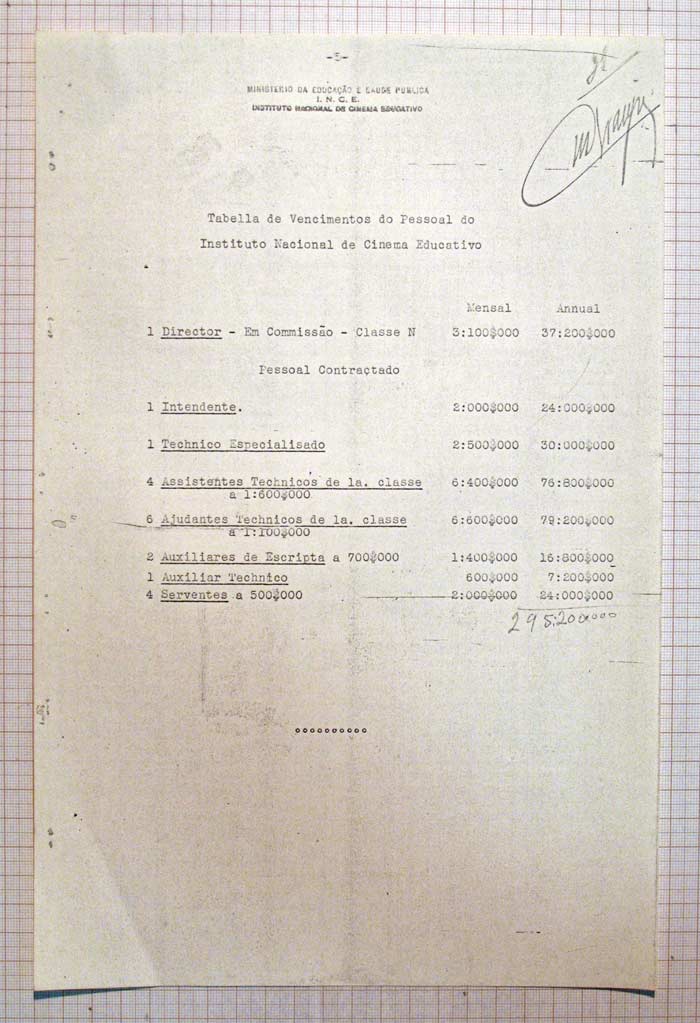 -5-
MINISTERIO DA EDUCAÇÃO E SAUDE PUBLICA
I. N. C. E.
INSTITUTO NACIONAL DE CINEMA EDUCATIVO
Tabella de Vencimentos do Pessoal do
Instituto Nacional de Cinema Educativo
Mensal Annual
1 Director - Em Commissão - Classe N 3:100$000 37:200$000
Pessoal Contractado
1 Intendente. 2:000$000 24:000$000
1 Technico Especialisado 2:500$000 30:000$000
4 Assistentes Technicos de 1a. classe 6:400$000 76:800$000
a 1:600$000
6 Ajudantes Technicos de 1a. classe 6:600$000 79:200$000
a 1:100$000
2 Auxiliares de Escripta a 700$000 1:400$000 16:800$000
1 Auxiliar Technico 600$000 7:200$000
4 Serventes a 500$000 2:000$000 24:000$000
295:200.000